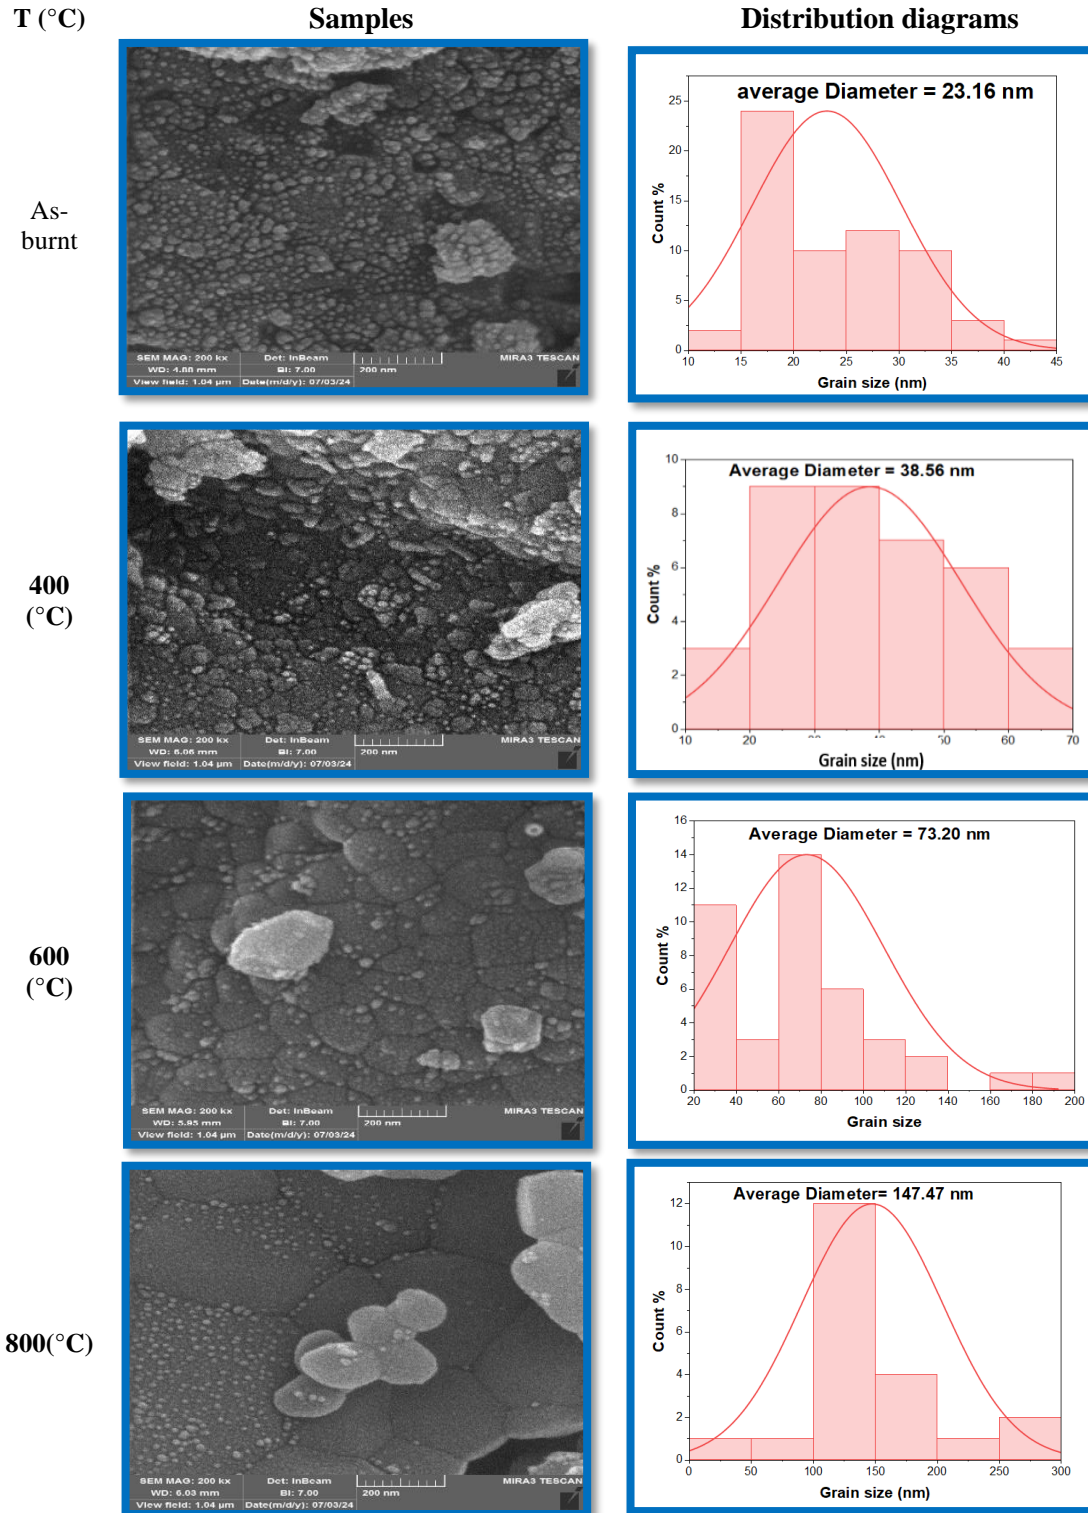 T (°C) Samples Distribution diagrams
As-
burnt
SEM MAG: 200 kx Det: InBeam MIRA3 TESCAN
WD: 4.88 mm BI: 7.00 200 nm
View field: 1.04 µm Date(m/d/y): 07/03/24
average Diameter = 23.16 nm
Count %
25
20
15
10
5
0
10 15 20 25 30 35 40 45
Grain size (nm)
400
(°C)
SEM MAG: 200 kx Det: InBeam MIRA3 TESCAN
WD: 6.06 mm BI: 7.00 200 nm
View field: 1.04 µm Date(m/d/y): 07/03/24
Average Diameter = 38.56 nm
Count %
10
8
6
4
2
0
10 20 30 40 50 60 70
Grain size (nm)
600
(°C)
SEM MAG: 200 kx Det: InBeam MIRA3 TESCAN
WD: 5.95 mm BI: 7.00 200 nm
View field: 1.04 µm Date(m/d/y): 07/03/24
Average Diameter = 73.20 nm
Count %
16
14
12
10
8
6
4
2
0
20 40 60 80 100 120 140 160 180 200
Grain size
800(°C)
SEM MAG: 200 kx Det: InBeam MIRA3 TESCAN
WD: 6.03 mm BI: 7.00 200 nm
View field: 1.04 µm Date(m/d/y): 07/03/24
Average Diameter= 147.47 nm
Count %
12
10
8
6
4
2
0
0 50 100 150 200 250 300
Grain size (nm)